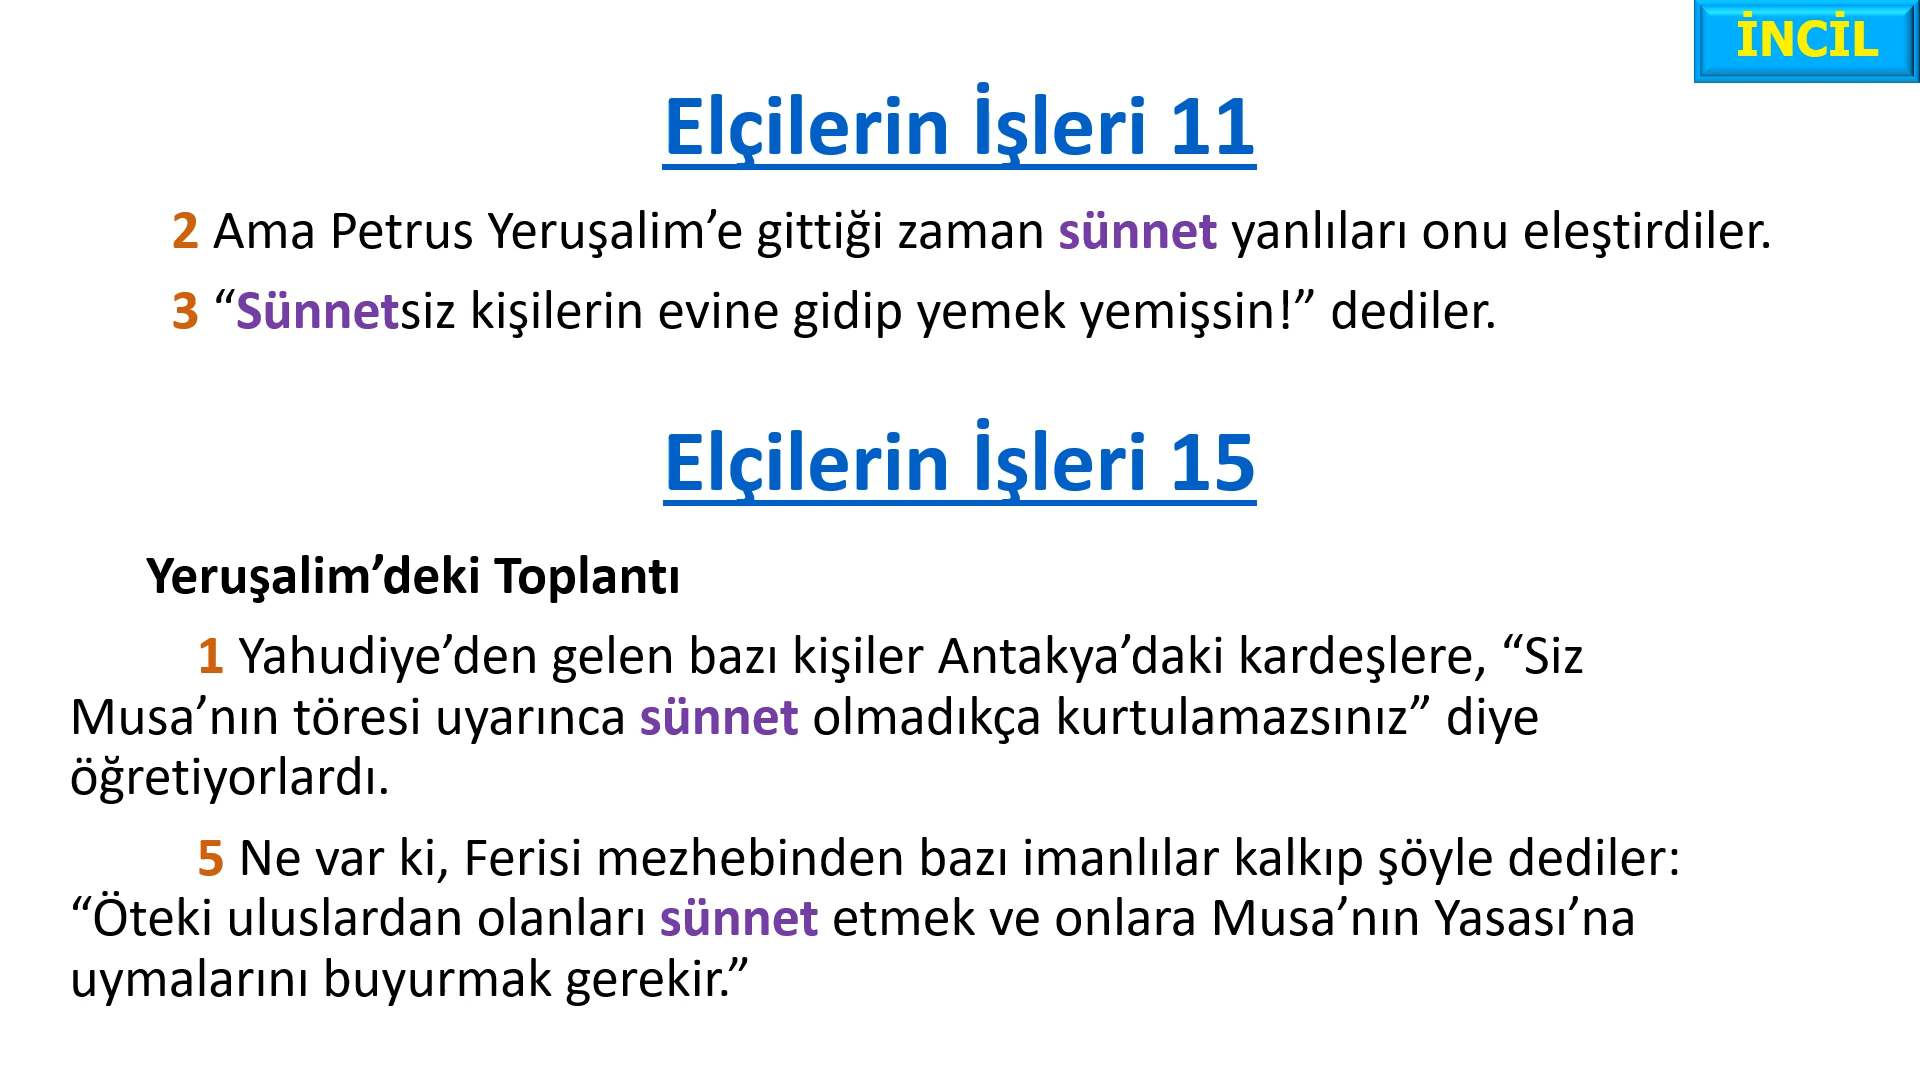 İNCİL
Elçilerin İşleri 11
2 Ama Petrus Yeruşalim’e gittiği zaman sünnet yanlıları onu eleştirdiler.
3 “Sünnetsiz kişilerin evine gidip yemek yemişsin!” dediler.
Elçilerin İşleri 15
Yeruşalim’deki Toplantı
1 Yahudiye’den gelen bazı kişiler Antakya’daki kardeşlere, “Siz
Musa’nın töresi uyarınca sünnet olmadıkça kurtulamazsınız” diye
öğretiyorlardı.
5 Ne var ki, Ferisi mezhebinden bazı imanlılar kalkıp şöyle dediler:
“Öteki uluslardan olanları sünnet etmek ve onlara Musa’nın Yasası’na
uymalarını buyurmak gerekir.”